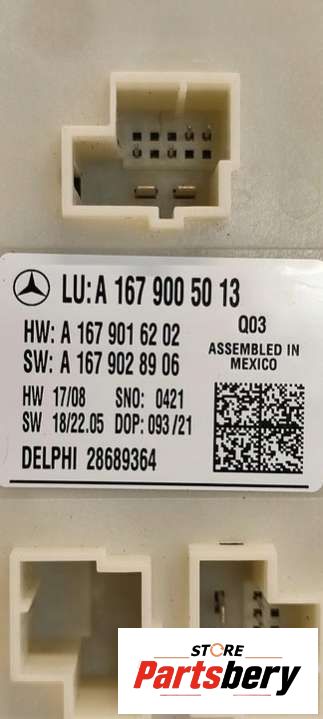 LU: A 167 900 50 13
HW: A 167 901 62 02
Q03
SW: A 167 902 89 06
ASSEMBLED IN
MEXICO
HW 17/08 SNO: 0421
SW 18/22.05 DOP: 093/21
DELPHI 28689364
STORE
Partsbery